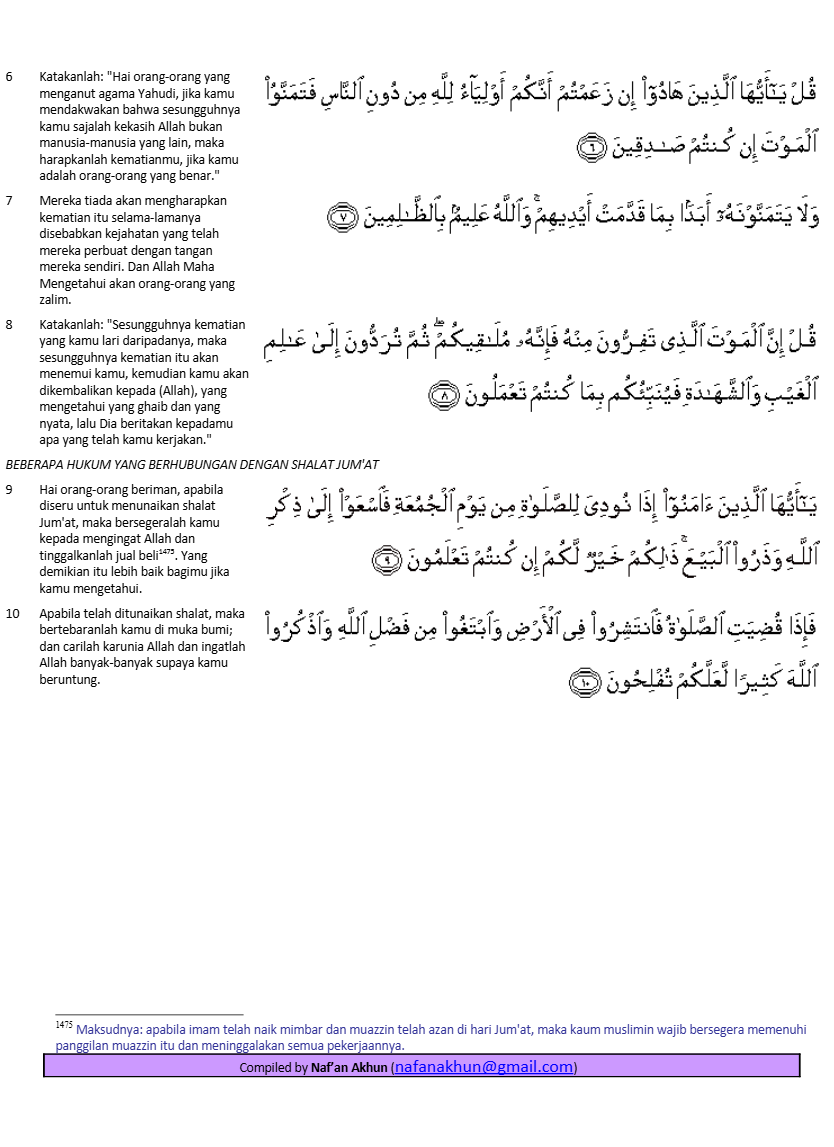 6 Katakanlah: "Hai orang-orang yang
menganut agama Yahudi, jika kamu
mendakwakan bahwa sesungguhnya
kamu sajalah kekasih Allah bukan
manusia-manusia yang lain, maka
harapkanlah kematianmu, jika kamu
adalah orang-orang yang benar."
قُلْ يَـٰٓأَيُّهَا ٱلَّذِينَ هَادُوٓا۟ إِن زَعَمْتُمْ أَنَّكُمْ أَوْلِيَآءُ لِلَّهِ مِن دُونِ ٱلنَّاسِ فَتَمَنَّوُا۟
ٱلْمَوْتَ إِن كُنتُمْ صَـٰدِقِينَ ٦
7 Mereka tiada akan mengharapkan
kematian itu selama-lamanya
disebabkan kejahatan yang telah
mereka perbuat dengan tangan
mereka sendiri. Dan Allah Maha
Mengetahui akan orang-orang yang
zalim.
وَلَا يَتَمَنَّوْنَهُۥٓ أَبَدًۢا بِمَا قَدَّمَتْ أَيْدِيهِمْ ۚ وَٱللَّهُ عَلِيمٌۢ بِٱلظَّـٰلِمِينَ ٧
8 Katakanlah: "Sesungguhnya kematian
yang kamu lari daripadanya, maka
sesungguhnya kematian itu akan
menemui kamu, kemudian kamu akan
dikembalikan kepada (Allah), yang
mengetahui yang ghaib dan yang
nyata, lalu Dia beritakan kepadamu
apa yang telah kamu kerjakan."
قُلْ إِنَّ ٱلْمَوْتَ ٱلَّذِى تَفِرُّونَ مِنْهُ فَإِنَّهُۥ مُلَـٰقِيكُمْ ۖ ثُمَّ تُرَدُّونَ إِلَىٰ عَـٰلِمِ
ٱلْغَيْبِ وَٱلشَّهَـٰدَةِ فَيُنَبِّئُكُم بِمَا كُنتُمْ تَعْمَلُونَ ٨
BEBERAPA HUKUM YANG BERHUBUNGAN DENGAN SHALAT JUM'AT
9 Hai orang-orang beriman, apabila
diseru untuk menunaikan shalat
Jum'at, maka bersegeralah kamu
kepada mengingat Allah dan
tinggalkanlah jual beli1475. Yang
demikian itu lebih baik bagimu jika
kamu mengetahui.
يَـٰٓأَيُّهَا ٱلَّذِينَ ءَامَنُوٓا۟ إِذَا نُودِىَ لِلصَّلَوٰةِ مِن يَوْمِ ٱلْجُمُعَةِ فَٱسْعَوْا۟ إِلَىٰ ذِكْرِ
ٱللَّهِ وَذَرُوا۟ ٱلْبَيْعَ ۚ ذَٰلِكُمْ خَيْرٌ لَّكُمْ إِن كُنتُمْ تَعْلَمُونَ ٩
10 Apabila telah ditunaikan shalat, maka
bertebaranlah kamu di muka bumi;
dan carilah karunia Allah dan ingatlah
Allah banyak-banyak supaya kamu
beruntung.
فَإِذَا قُضِيَتِ ٱلصَّلَوٰةُ فَٱنتَشِرُوا۟ فِى ٱلْأَرْضِ وَٱبْتَغُوا۟ مِن فَضْلِ ٱللَّهِ وَٱذْكُرُوا۟
ٱللَّهَ كَثِيرًا لَّعَلَّكُمْ تُفْلِحُونَ ١٠
1475 Maksudnya: apabila imam telah naik mimbar dan muazzin telah azan di hari Jum'at, maka kaum muslimin wajib bersegera memenuhi
panggilan muazzin itu dan meninggalakan semua pekerjaannya.
Compiled by Naf’an Akhun (nafanakhun@gmail.com)